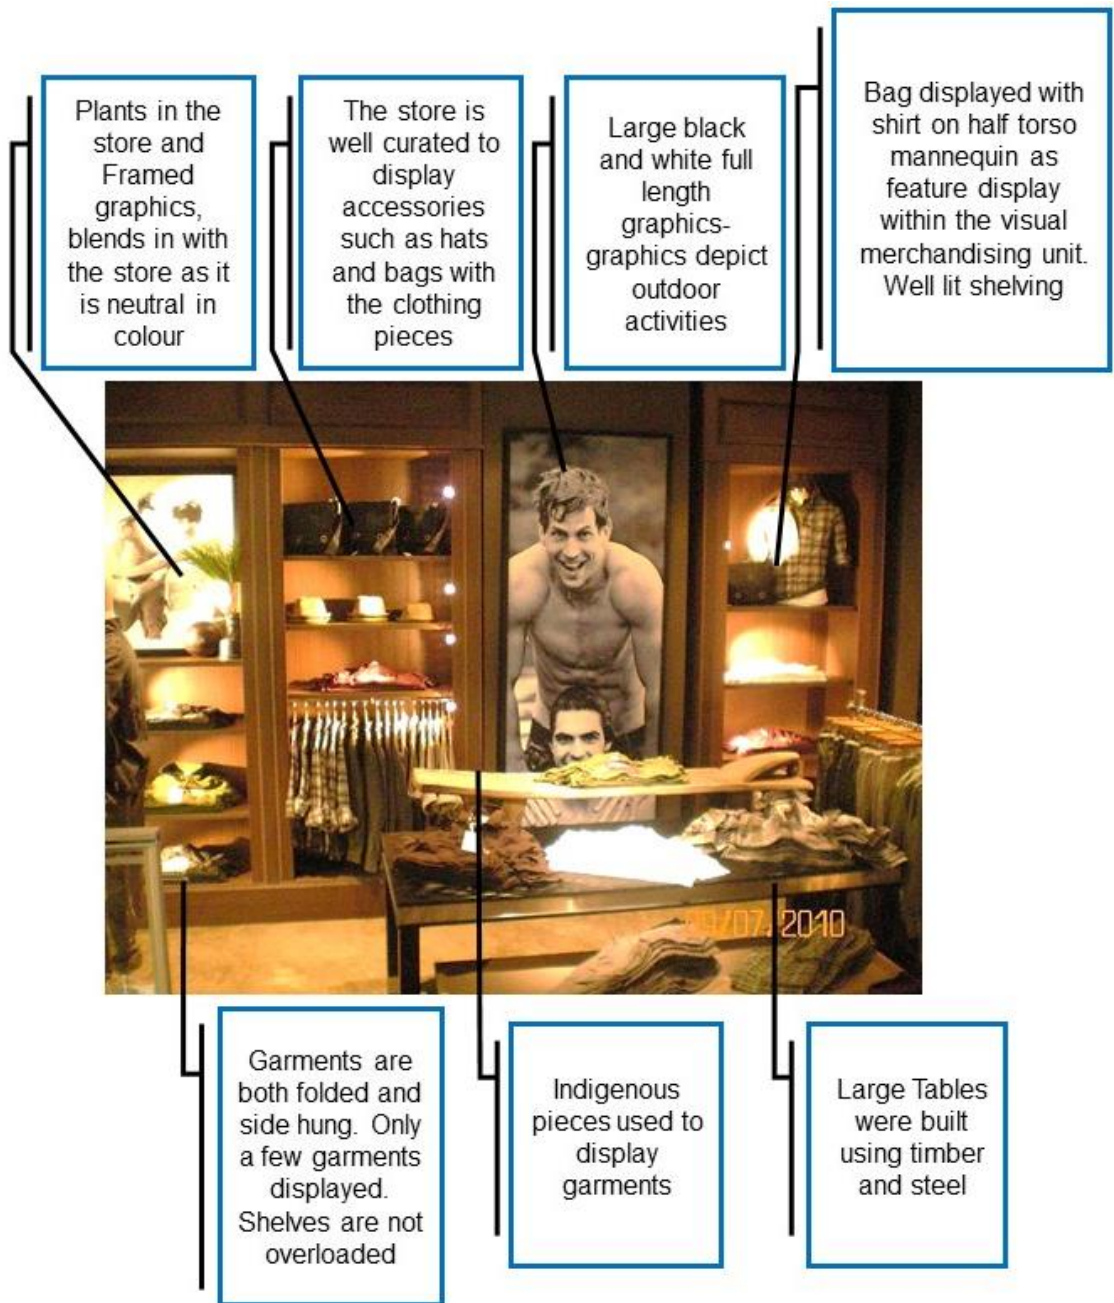 Plants in the
store and
Framed
graphics,
blends in with
the store as it
is neutral in
colour
The store is
well curated to
display
accessories
such as hats
and bags with
the clothing
pieces
Large black
and white full
length
graphics-
graphics depict
outdoor
activities
Bag displayed with
shirt on half torso
mannequin as
feature display
within the visual
merchandising unit.
Well lit shelving
/07/2010
Garments are
both folded and
side hung. Only
a few garments
displayed.
Shelves are not
overloaded
Indigenous
pieces used to
display
garments
Large Tables
were built
using timber
and steel